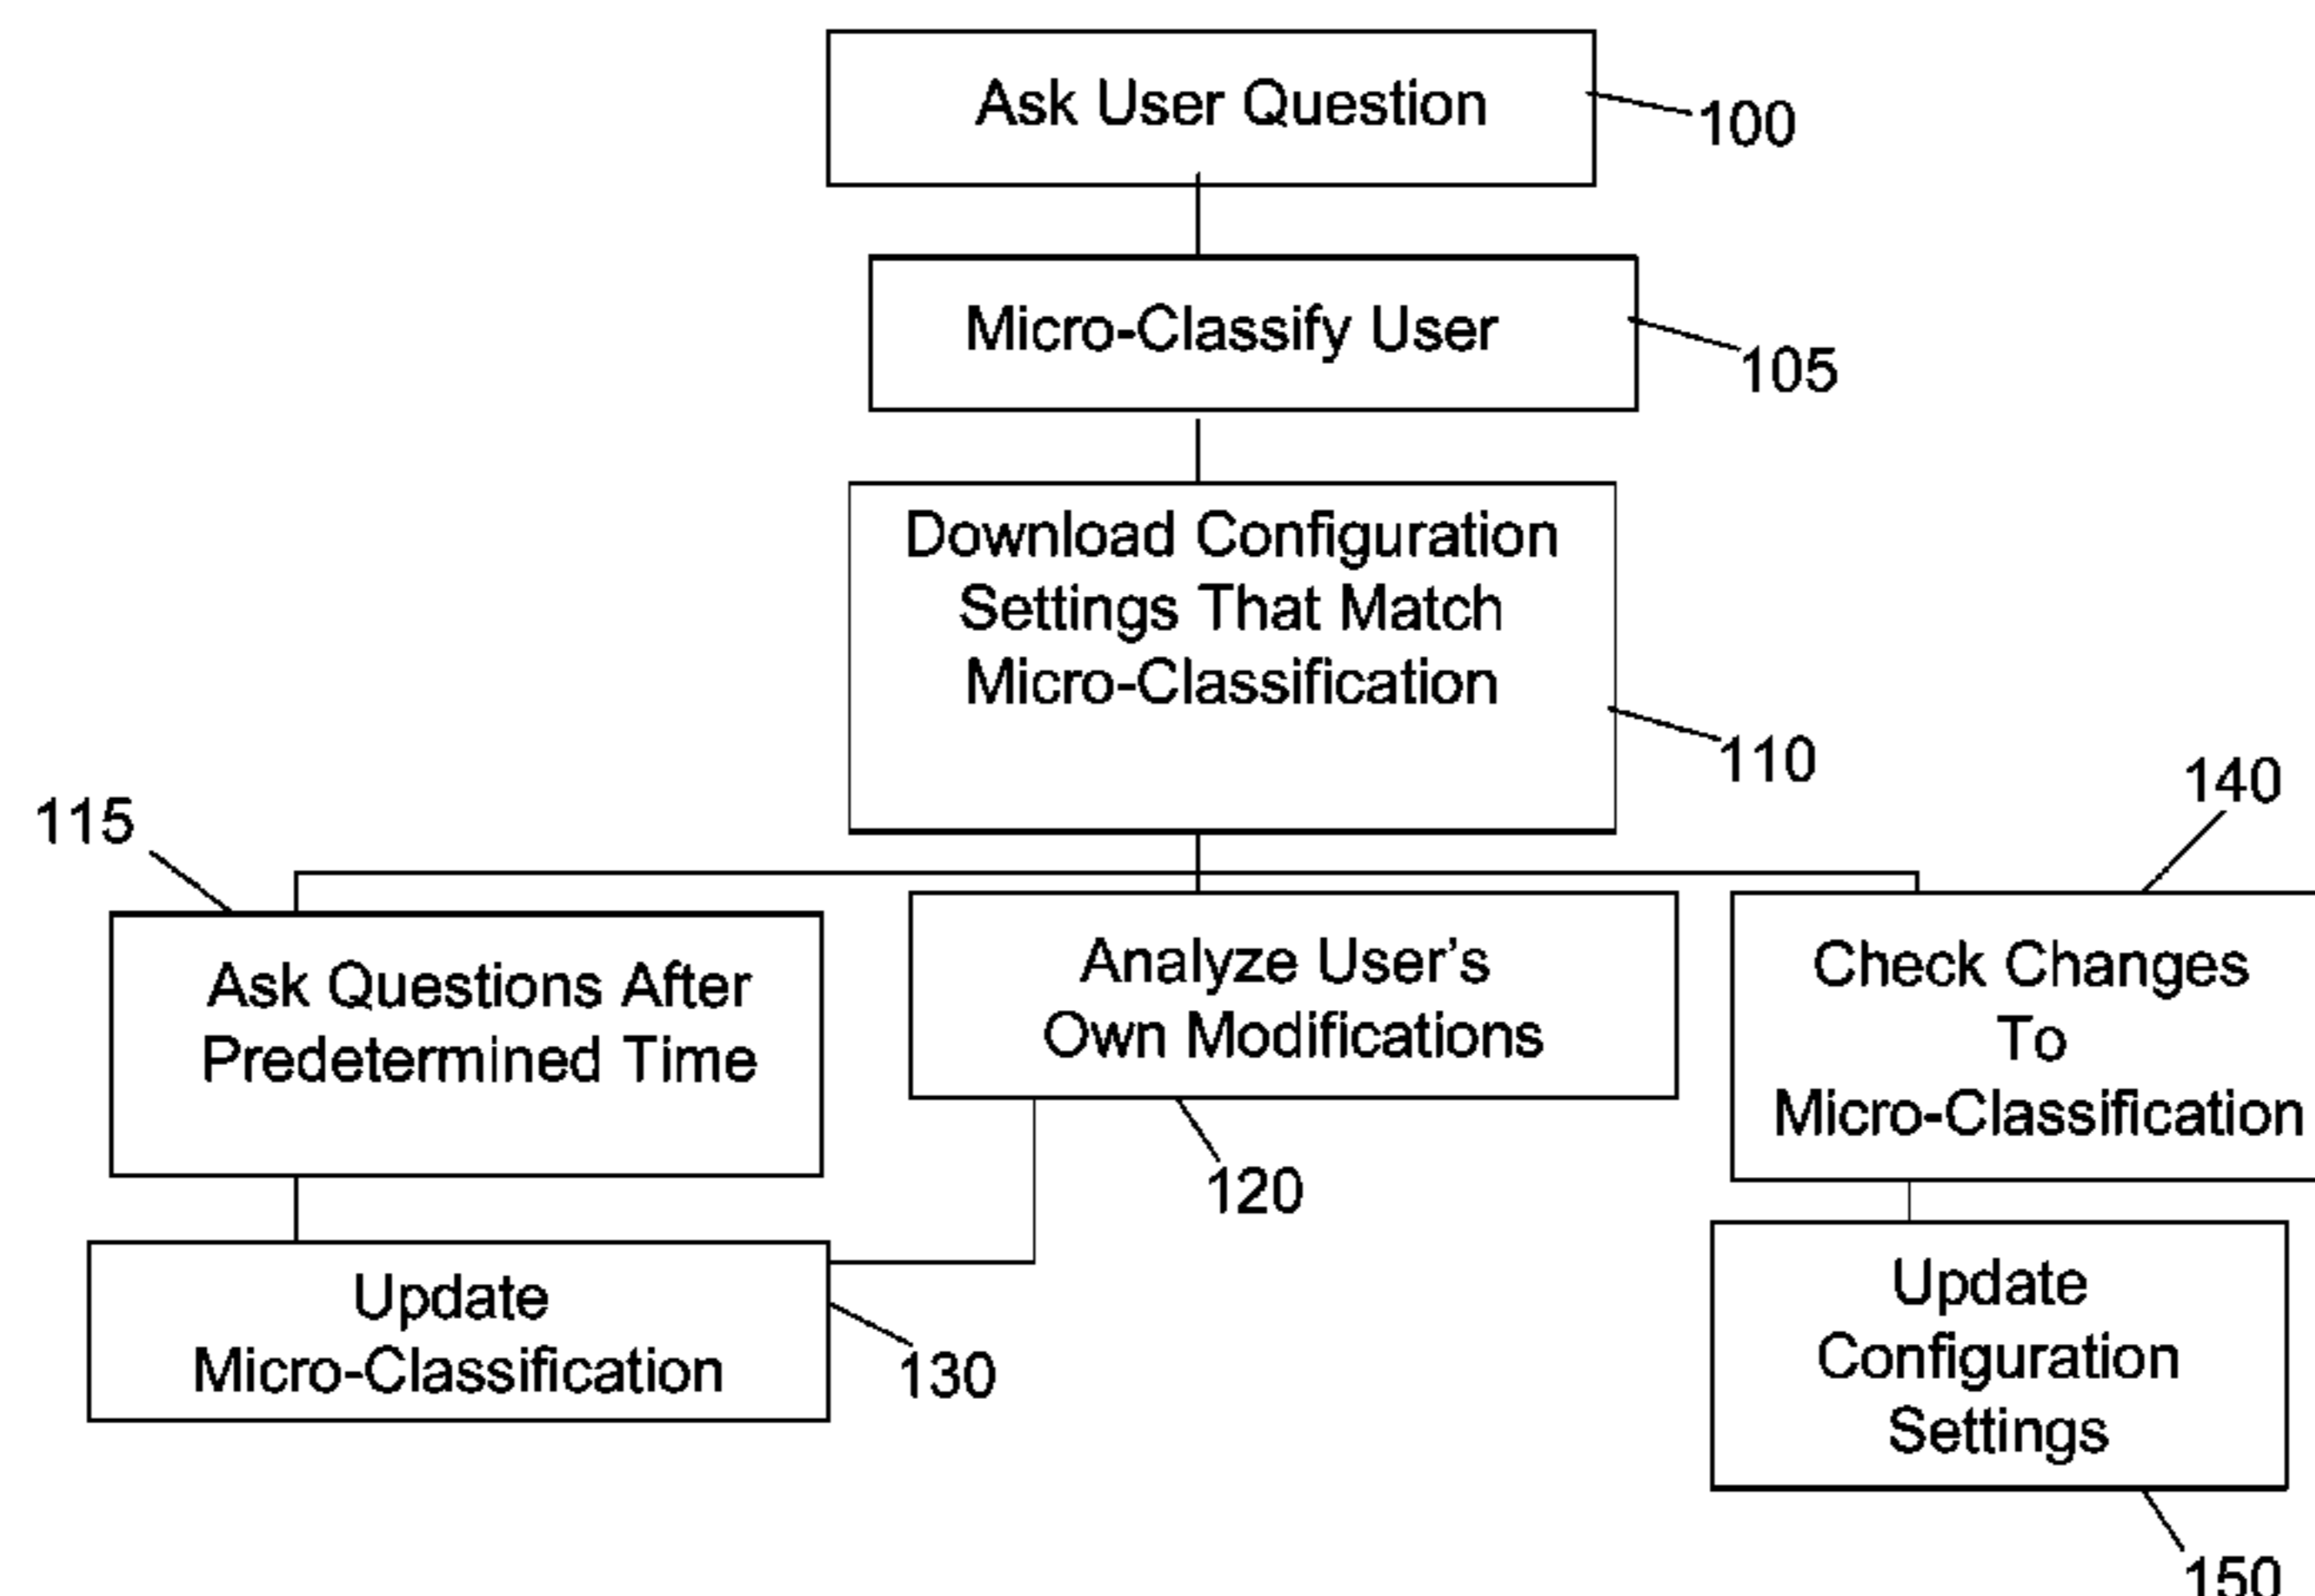 Ask User Question
100
Micro-Classify User
105
Download Configuration
Settings That Match
Micro-Classification
110
115
140
Ask Questions After
Predetermined Time
Analyze User's
Own Modifications
Check Changes
To
Micro-Classification
120
Update
Micro-Classification
130
Update
Configuration
Settings
150